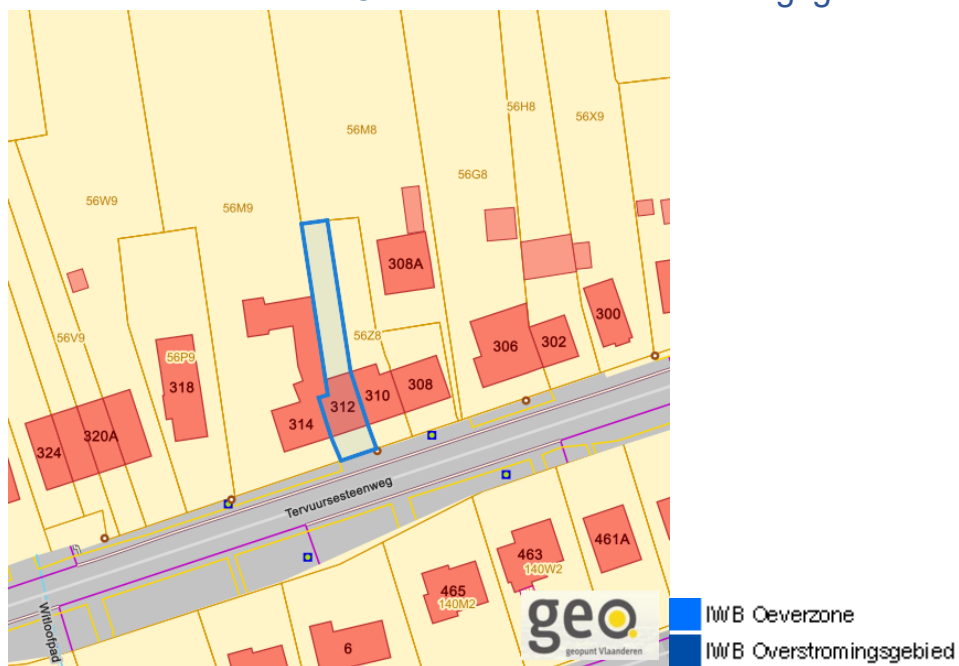 56H8
56X9
56M8
56G8
56W9
56M9
308A
300
56V9
56Z8
56P9
306
302
318
308
310
312
314
320A
324
Tervuursesteenweg
461A
463
140W2
465
140M2
Witloofpad
6
geo.
geopunt Vlaanderen
IWB Oeverzone
IWB Overstromingsgebied